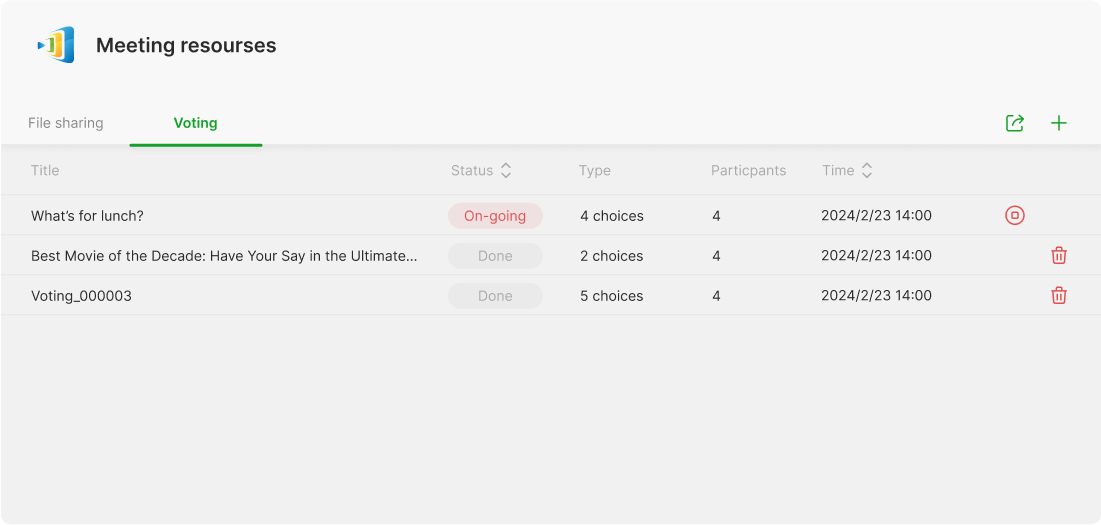 Meeting resourses
File sharing Voting
Title Status Type Particpants Time
What’s for lunch? On-going 4 choices 4 2024/2/23 14:00
Best Movie of the Decade: Have Your Say in the Ultimate... Done 2 choices 4 2024/2/23 14:00
Voting_000003 Done 5 choices 4 2024/2/23 14:00